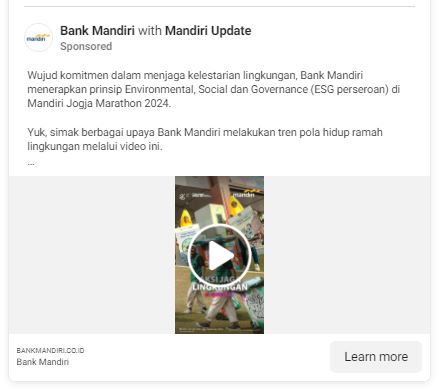 Bank Mandiri with Mandiri Update
Sponsored
mandiri
Wujud komitmen dalam menjaga kelestarian lingkungan, Bank Mandiri
menerapkan prinsip Environmental, Social dan Governance (ESG perseroan) di
Mandiri Jogja Marathon 2024.
Yuk, simak berbagai upaya Bank Mandiri melakukan tren pola hidup ramah
lingkungan melalui video ini.
...
mandiri
AKSI JAGA
LINGKUNGAN
BANKMANDIRI.CO.ID
Bank Mandiri
Learn more